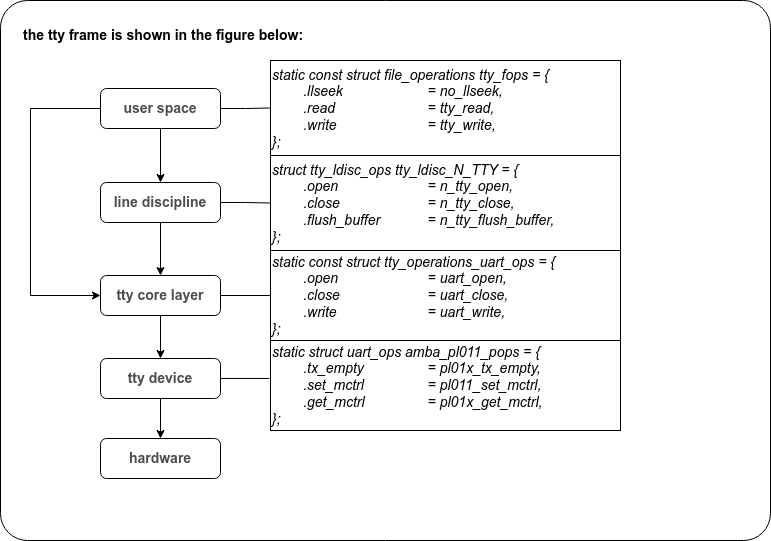 the tty frame is shown in the figure below:
user space
static const struct file_operations tty_fops = {
.llseek = no_llseek,
.read = tty_read,
.write = tty_write,
};
line discipline
struct tty_ldisc_ops tty_ldisc_N_TTY = {
.open = n_tty_open,
.close = n_tty_close,
.flush_buffer = n_tty_flush_buffer,
};
tty core layer
static const struct tty_operations_uart_ops = {
.open = uart_open,
.close = uart_close,
.write = uart_write,
};
tty device
static struct uart_ops amba_pl011_pops = {
.tx_empty = pl01x_tx_empty,
.set_mctrl = pl011_set_mctrl,
.get_mctrl = pl01x_get_mctrl,
};
hardware